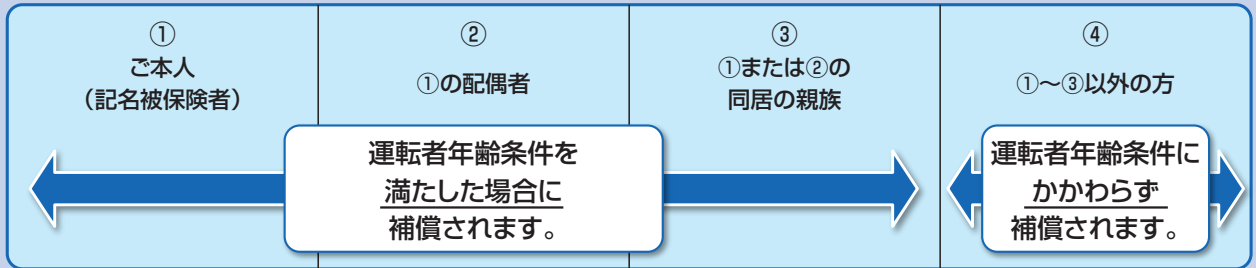 ①
ご本人
（記名被保険者）
②
①の配偶者
③
①または②の
同居の親族
④
①～③以外の方
運転者年齢条件を
満たした場合に
補償されます。
運転者年齢条件に
かかわらず
補償されます。